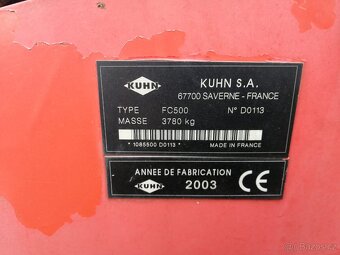 KUHN
KUHN S.A.
67700 SAVERNE - FRANCE
TYPE FC500 N° D0113
MASSE 3780 kg
* 1085500 D0113 * MADE IN FRANCE
ANNEE DE FABRICATION
KUHN 2003 CE